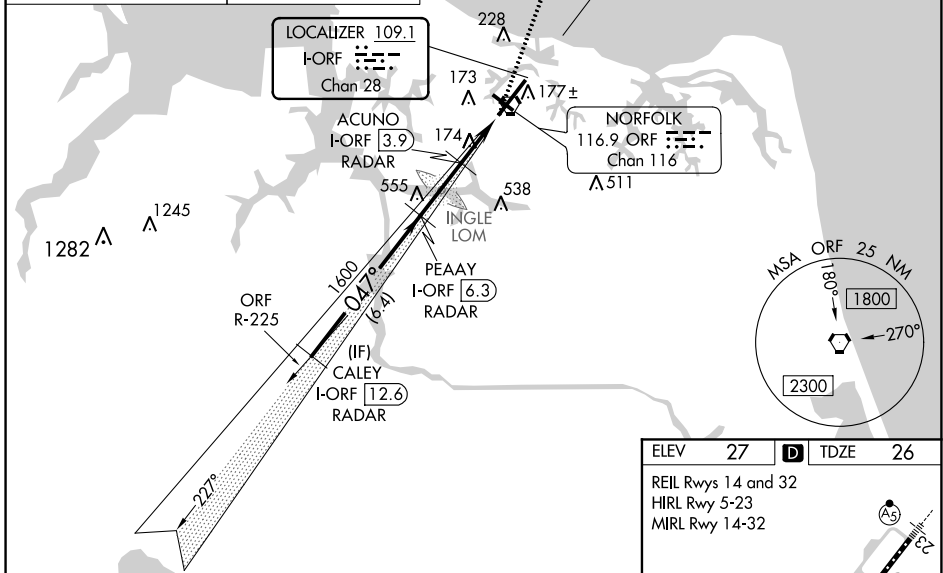 LOCALIZER 109.1
I-ORF
Chan 28
228
173
177±
NORFOLK
116.9 ORF
Chan 116
ACUNO
I-ORF 3.9
RADAR
174
511
555
538
INGLE
LOM
1245
1282
PEAAY
I-ORF 6.3
RADAR
1600
047°
(6.4)
ORF
R-225
(IF)
CALEY
I-ORF 12.6
RADAR
227°
MSA ORF 25 NM
180°
1800
270°
2300
ELEV 27 D TDZE 26
REIL Rwys 14 and 32
HIRL Rwy 5-23
MIRL Rwy 14-32
A5
23